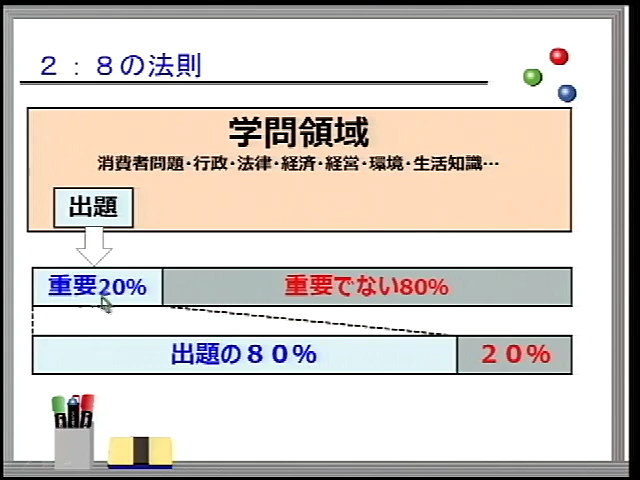 ２：８の法則
学問領域
消費者問題・行政・法律・経済・経営・環境・生活知識…
出題
重要20% 重要でない80%
出題の８０％ ２０％